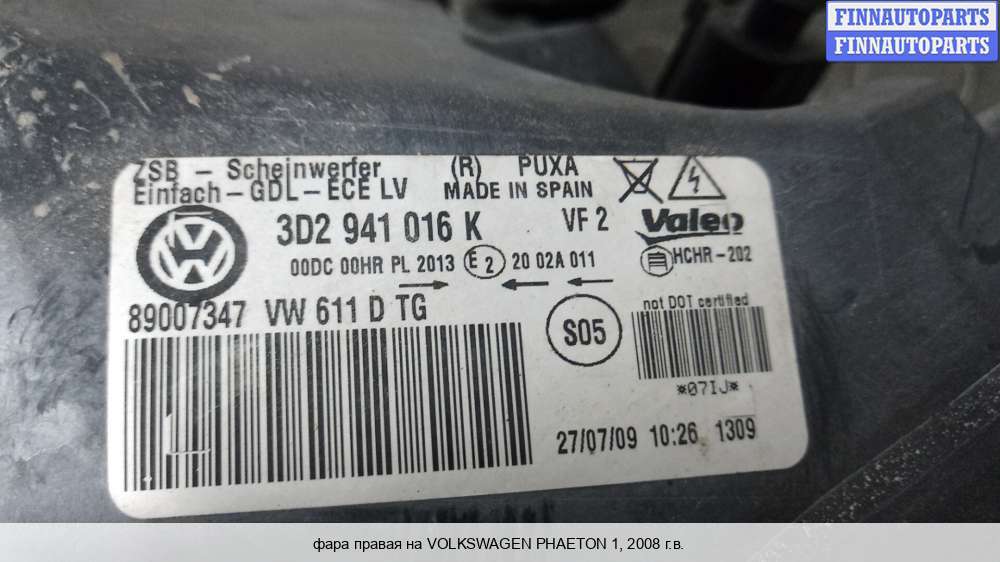 FINNAUTOPARTS
FINNAUTOPARTS
ZSB - Scheinwerfer (R) PUXA
Einfach-GDL-ECE LV MADE IN SPAIN
VW 3D2 941 016 K VF 2 Valeo
00DC 00HR PL 2013 E2 20 02A 011 HCHR-202
89007347 VW 611 D TG
not DOT certified
S05
*07IJ*
27/07/09 10:26 1309
фара правая на VOLKSWAGEN PHAETON 1, 2008 г.в.